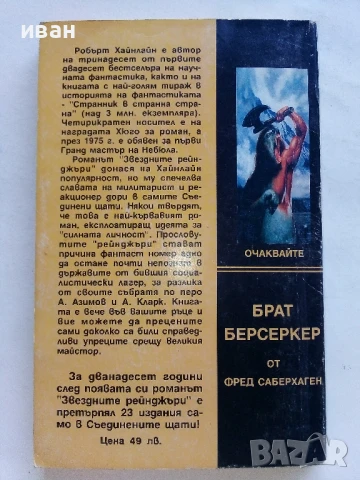 иван
Робърт Хайнлайн е автор
на тринадесет от първите
двадесет бестселъра на науч-
ната фантастика, както и на
книгата с най-голям тираж в
историята на фантастиката
- "Странник в странна стра-
на" (над 3 млн. екземпляра).
Четирикратен носител е на
наградата Хюго за роман, а
през 1975 г. е обявен за първи
Гранд мастър на Небюла.
Романът "Звездните рейн-
джъри" донася на Хайнлайн
популярност, но му спечелва
славата на милитарист и ре-
акционер дори в самите Съе-
динени щати. Някои твърдят,
че това е най-кървавият ро-
ман, експлоатиращ идеята за
"силната личност". Прослову-
тите "рейнджъри" стават
причина фантаст номер едно
да остане почти непознат в
държавите от бившия социа-
листически лагер, за разлика
от своите събратя по перо
А. Азимов и А. Кларк. Книга-
та е вече във вашите ръце и
вие можете да прецените
сами доколко са били справед-
ливи упреците срещу великия
майстор.
За дванадесет години
след появата си романът
"Звездните рейнджъри" е
претърпял 23 издания са-
мо в Съединените щати!
Цена 49 лв.
ОЧАКВАЙТЕ
БРАТ
БЕРСЕРКЕР
ОТ
ФРЕД САБЕРХАГЕН
BAZAR